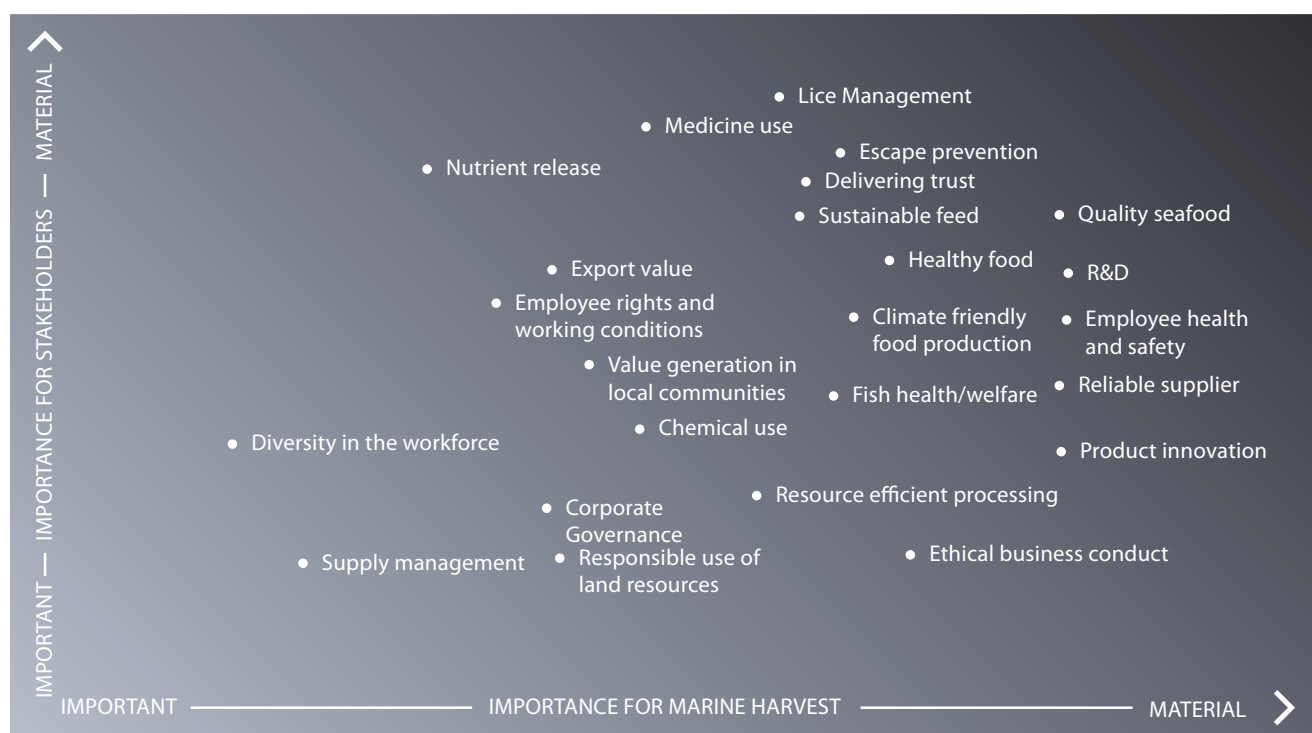 Lice Management
Medicine use
Escape prevention
Nutrient release
Delivering trust
Quality seafood
Sustainable feed
Healthy food
Export value
R&D
Employee rights and
working conditions
Climate friendly
food production
Employee health
and safety
Value generation in
local communities
Reliable supplier
Fish health/welfare
Chemical use
Diversity in the workforce
Product innovation
Resource efficient processing
Corporate
Governance
Ethical business conduct
Responsible use of
land resources
Supply management
IMPORTANT — IMPORTANCE FOR STAKEHOLDERS — MATERIAL
IMPORTANT — IMPORTANCE FOR MARINE HARVEST — MATERIAL